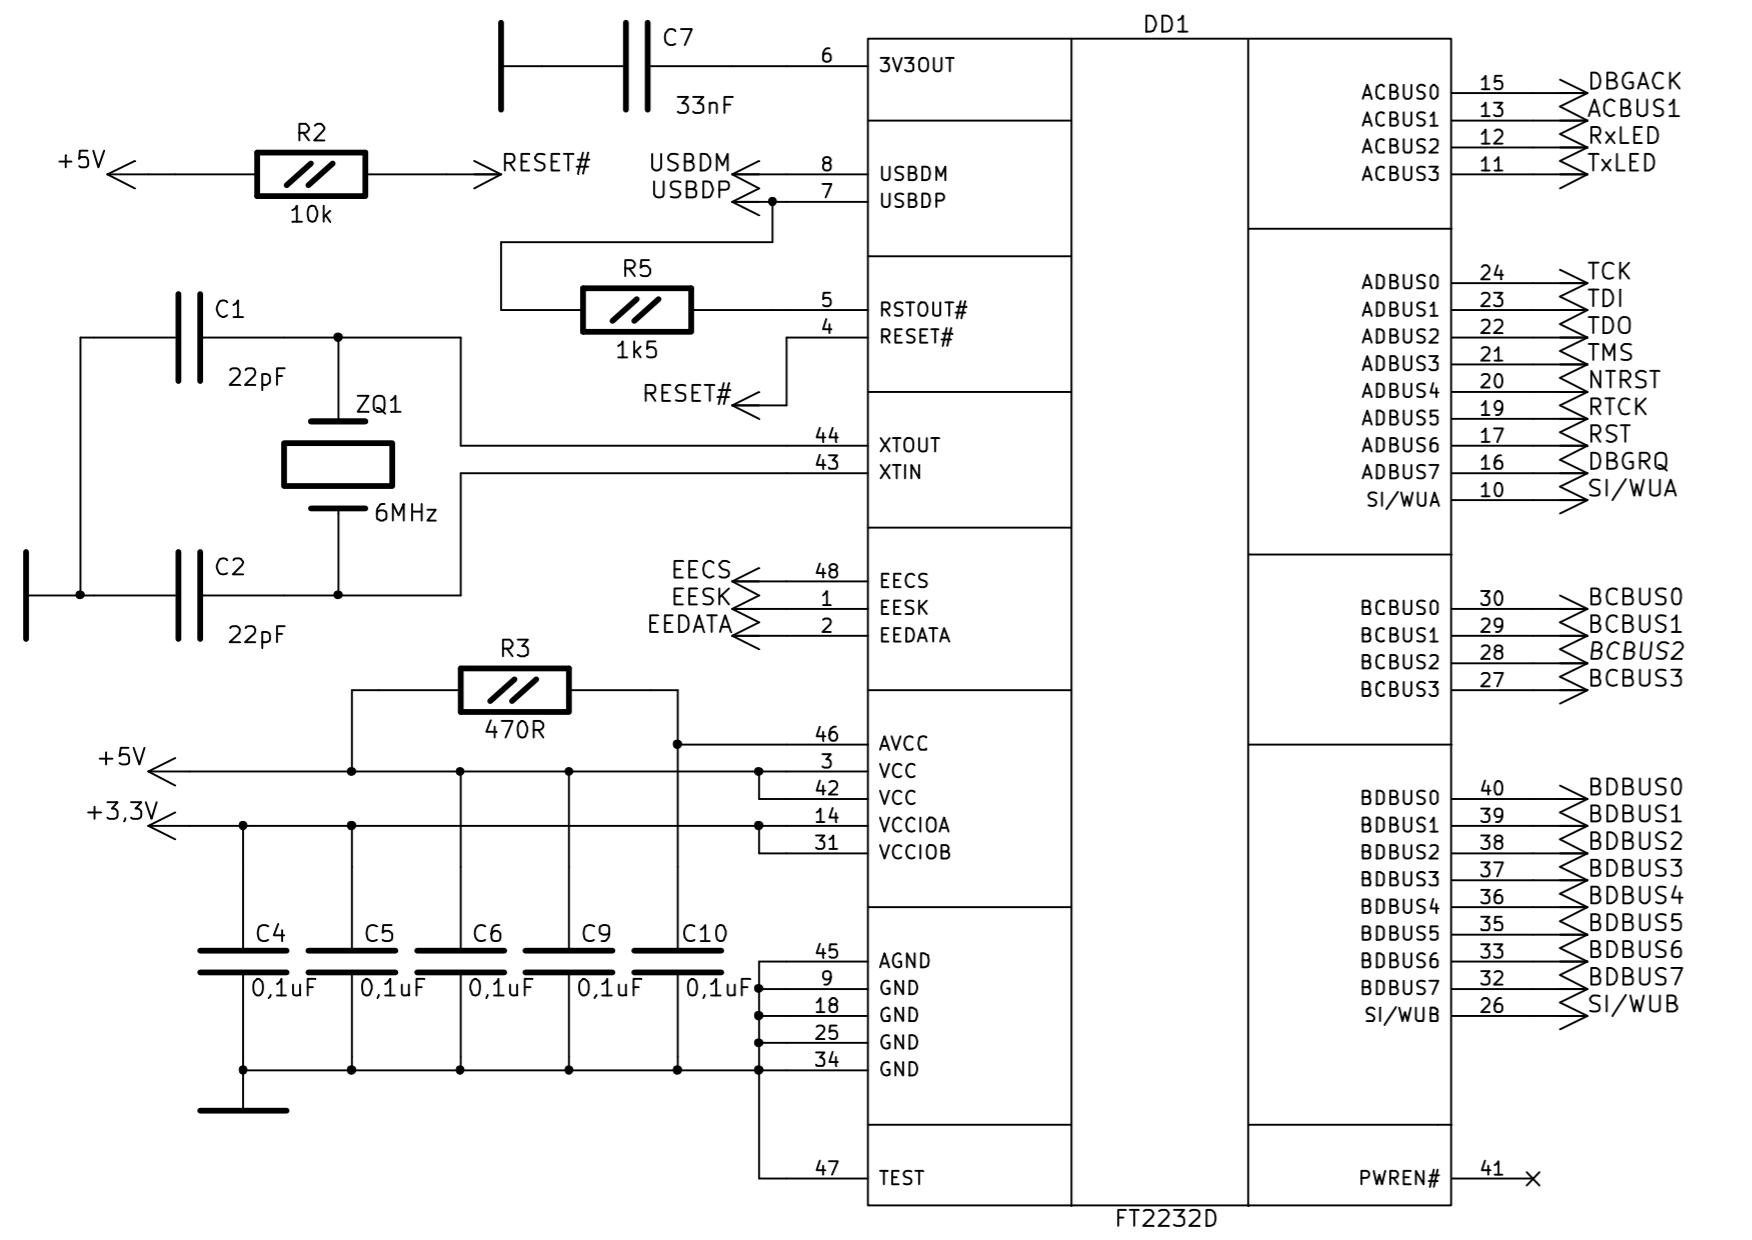 DD1
C7
33nF
6 3V3OUT
R2
+5V
RESET#
10k
USBDM 8 USBDM
USBDP 7 USBDP
R5
1k5
5 RSTOUT#
4 RESET#
RESET#
C1
22pF
ZQ1
6MHz
C2
22pF
44 XTOUT
43 XTIN
EECS 48 EECS
EESK 1 EESK
EEDATA 2 EEDATA
R3
470R
46 AVCC
+5V 3 VCC
42 VCC
+3,3V 14 VCCIOA
31 VCCIOB
C4 C5 C6 C9 C10
0,1uF 0,1uF 0,1uF 0,1uF 0,1uF
45 AGND
9 GND
18 GND
25 GND
34 GND
47 TEST
ACBUS0 15 DBGACK
ACBUS1 13 ACBUS1
ACBUS2 12 RxLED
ACBUS3 11 TxLED
ADBUS0 24 TCK
ADBUS1 23 TDI
ADBUS2 22 TDO
ADBUS3 21 TMS
ADBUS4 20 NTRST
ADBUS5 19 RTCK
ADBUS6 17 RST
ADBUS7 16 DBGRQ
SI/WUA 10 SI/WUA
BCBUS0 30 BCBUS0
BCBUS1 29 BCBUS1
BCBUS2 28 BCBUS2
BCBUS3 27 BCBUS3
BDBUS0 40 BDBUS0
BDBUS1 39 BDBUS1
BDBUS2 38 BDBUS2
BDBUS3 37 BDBUS3
BDBUS4 36 BDBUS4
BDBUS5 35 BDBUS5
BDBUS6 33 BDBUS6
BDBUS7 32 BDBUS7
SI/WUB 26 SI/WUB
PWREN# 41
FT2232D